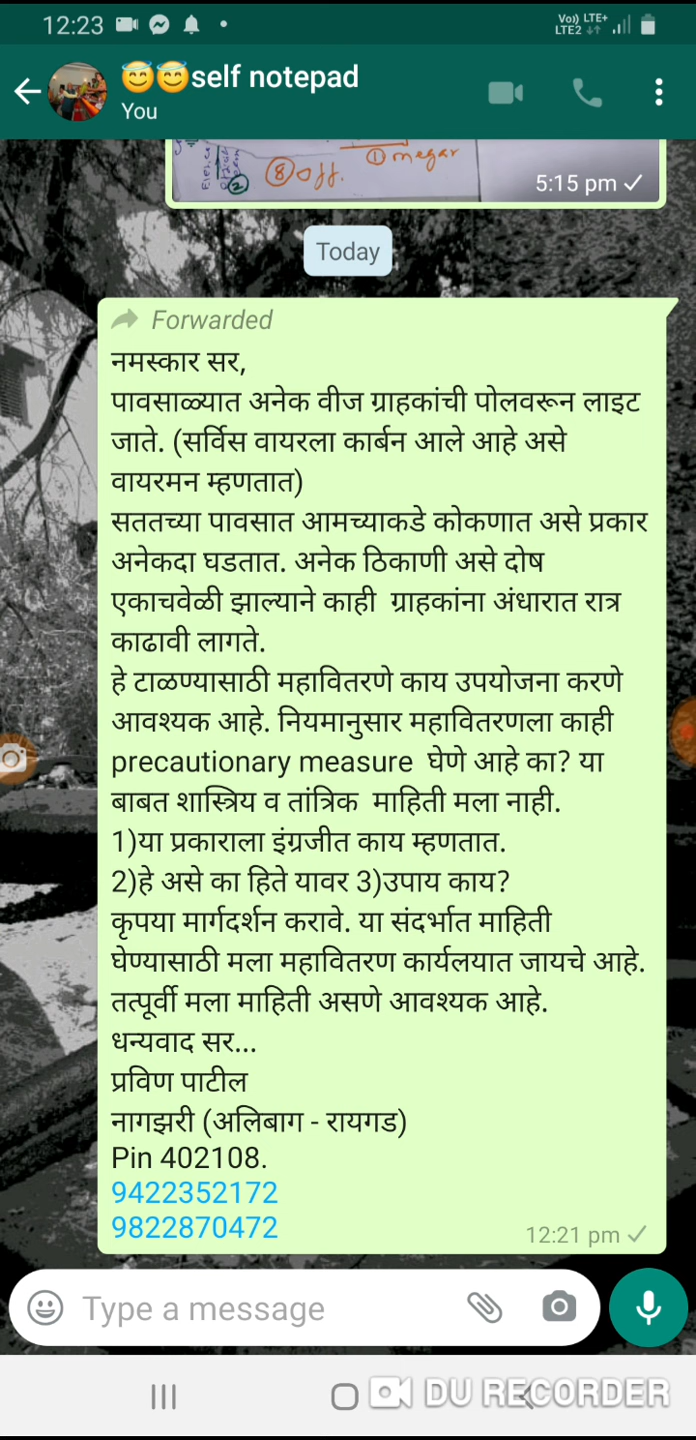 12:23
Vo)) LTE+
LTE2
😇😇self notepad
You
② ⑧off. ① megar
5:15 pm
Today
Forwarded
नमस्कार सर,
पावसाळ्यात अनेक वीज ग्राहकांची पोलवरून लाइट
जाते. (सर्विस वायरला कार्बन आले आहे असे
वायरमन म्हणतात)
सततच्या पावसात आमच्याकडे कोकणात असे प्रकार
अनेकदा घडतात. अनेक ठिकाणी असे दोष
एकाचवेळी झाल्याने काही ग्राहकांना अंधारात रात्र
काढावी लागते.
हे टाळण्यासाठी महावितरणे काय उपयोजना करणे
आवश्यक आहे. नियमानुसार महावितरणला काही
precautionary measure घेणे आहे का? या
बाबत शास्त्रिय व तांत्रिक माहिती मला नाही.
1)या प्रकाराला इंग्रजीत काय म्हणतात.
2)हे असे का हिते यावर 3)उपाय काय?
कृपया मार्गदर्शन करावे. या संदर्भात माहिती
घेण्यासाठी मला महावितरण कार्यलयात जायचे आहे.
तत्पूर्वी मला माहिती असणे आवश्यक आहे.
धन्यवाद सर...
प्रविण पाटील
नागझरी (अलिबाग - रायगड)
Pin 402108.
9422352172
9822870472
12:21 pm
Type a message
DU RECORDER